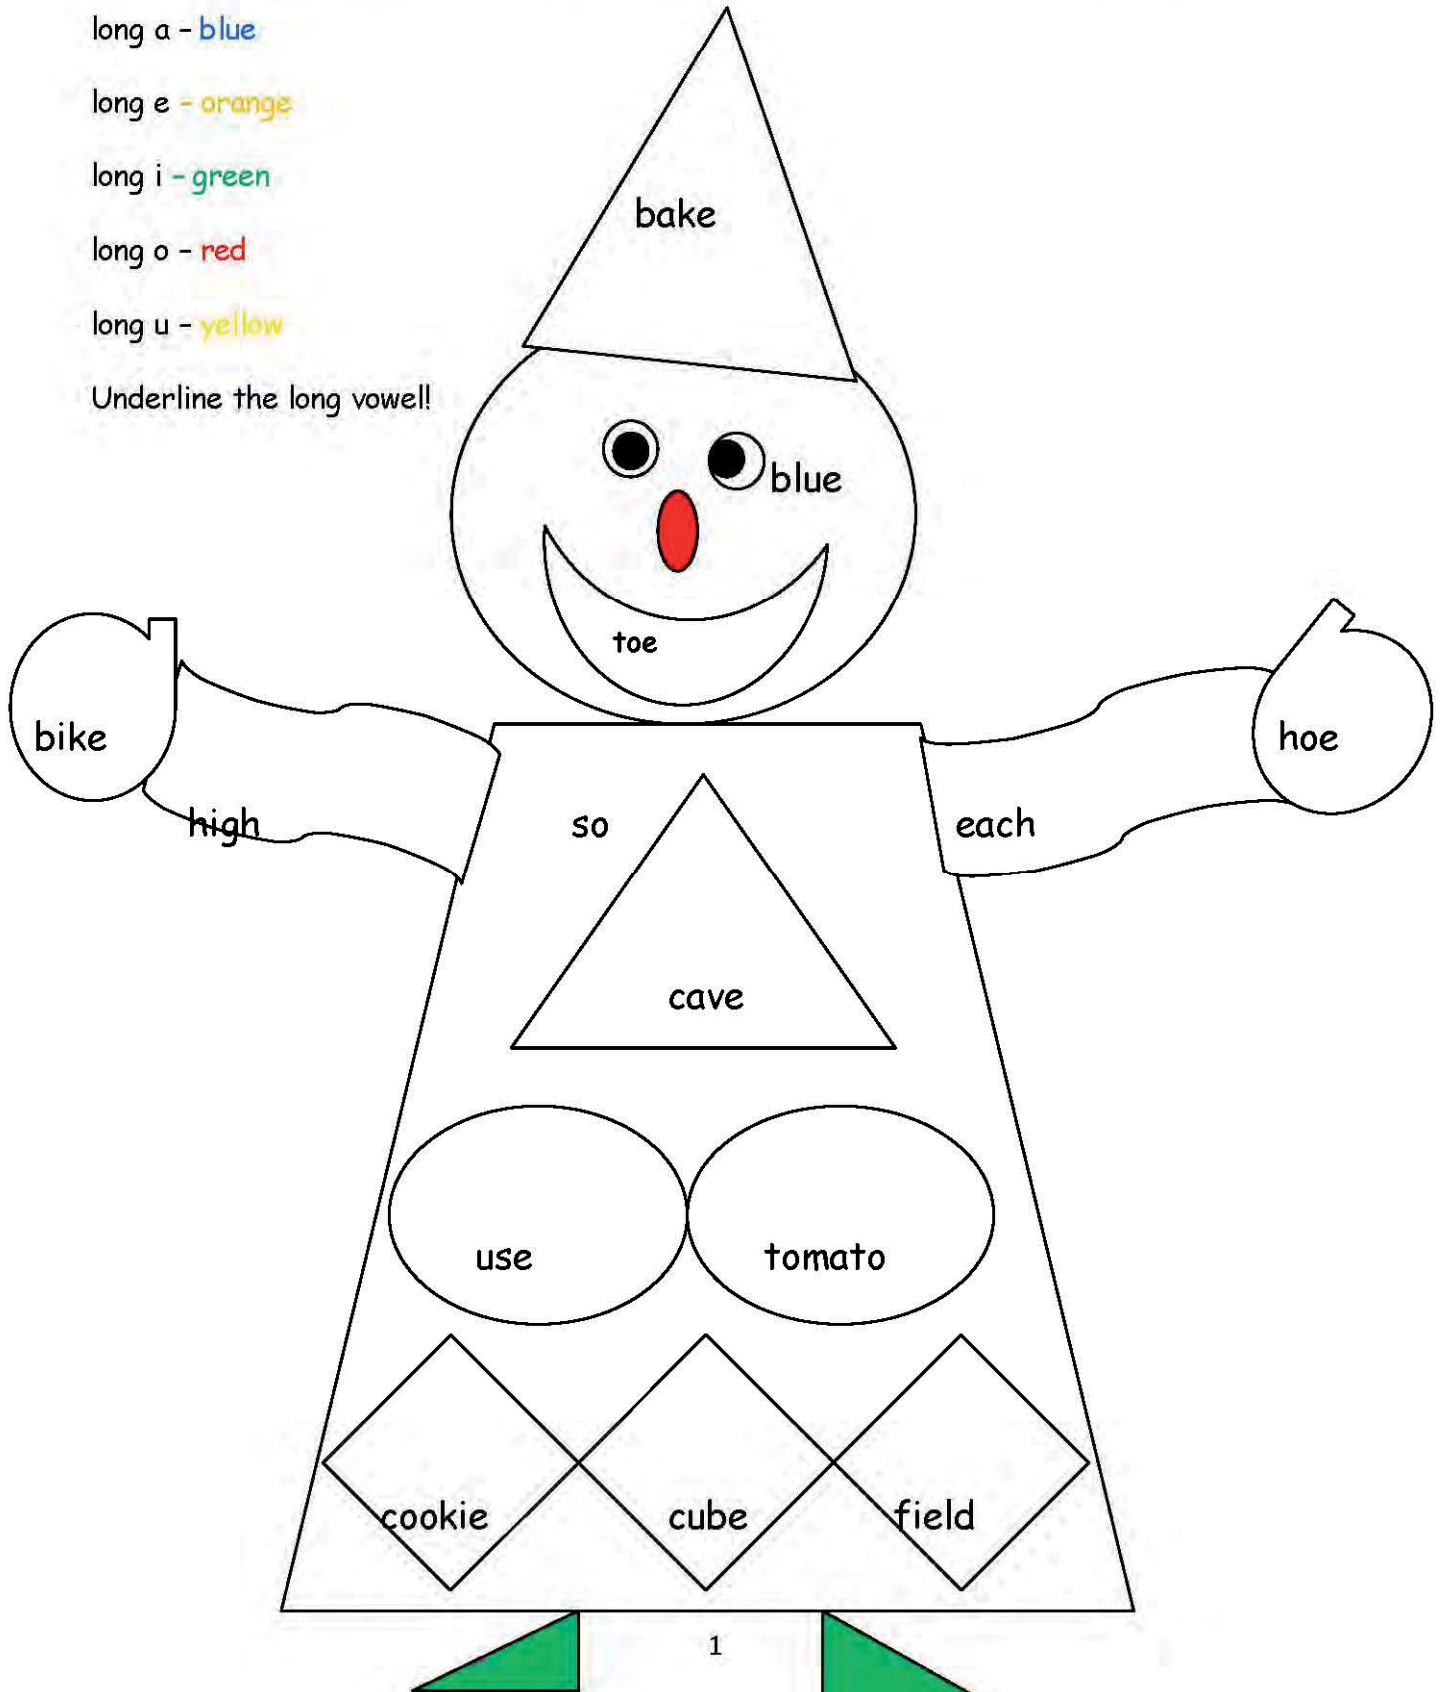 long a - blue
long e - orange
long i - green
long o - red
long u - yellow
Underline the long vowel!
bake
blue
toe
bike
hoe
high
so
each
cave
use
tomato
cookie
cube
field
1